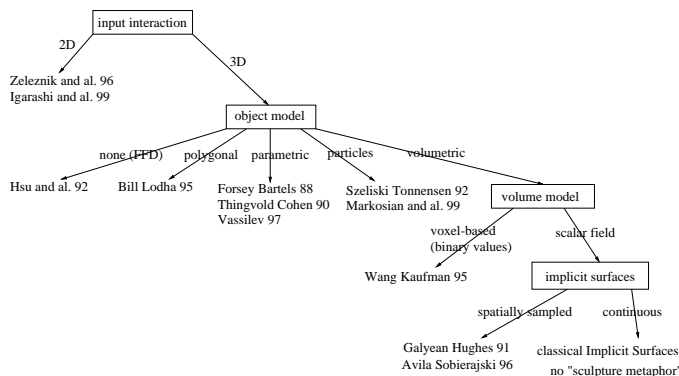 input interaction
2D
3D
Zeleznik and al. 96
Igarashi and al. 99
object model
none (FFD)
polygonal
parametric
particles
volumetric
Hsu and al. 92
Bill Lodha 95
Forsey Bartels 88
Thingvold Cohen 90
Vassilev 97
Szeliski Tonnensen 92
Markosian and al. 99
volume model
voxel-based
(binary values)
scalar field
Wang Kaufman 95
implicit surfaces
spatially sampled
continuous
Galyean Hughes 91
Avila Sobierajski 96
classical Implicit Surfaces
no "sculpture metaphor"